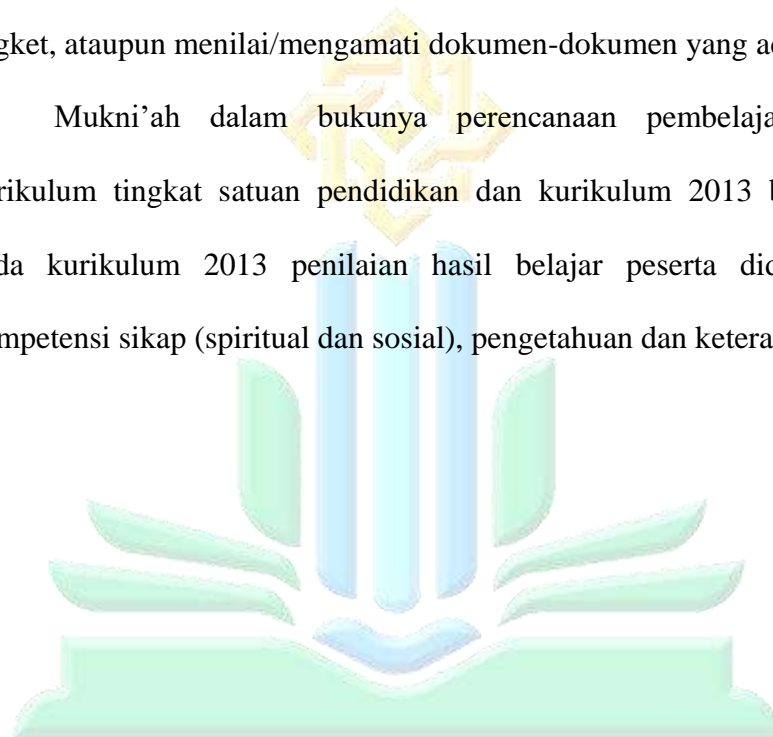 gket, ataupun menilai/mengamati dokumen-dokumen yang a
Mukni’ah dalam bukunya perencanaan pembelaja
rikulum tingkat satuan pendidikan dan kurikulum 2013 b
da kurikulum 2013 penilaian hasil belajar peserta did
mpetensi sikap (spiritual dan sosial), pengetahuan dan ketera